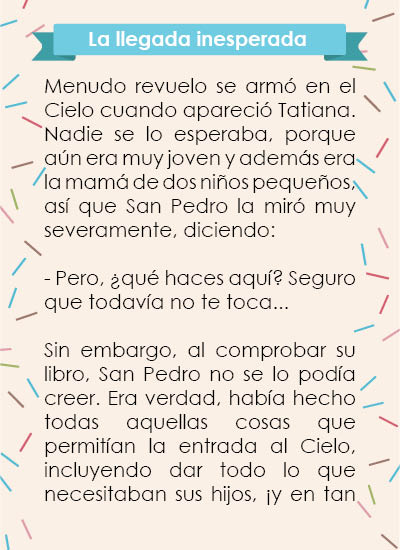 La llegada inesperada
Menudo revuelo se armó en el
Cielo cuando apareció Tatiana.
Nadie se lo esperaba, porque
aún era muy joven y además era
la mamá de dos niños pequeños,
así que San Pedro la miró muy
severamente, diciendo:
- Pero, ¿qué haces aquí? Seguro
que todavía no te toca...
Sin embargo, al comprobar su
libro, San Pedro no se lo podía
creer. Era verdad, había hecho
todas aquellas cosas que
permitían la entrada al Cielo,
incluyendo dar todo lo que
necesitaban sus hijos, ¡y en tan